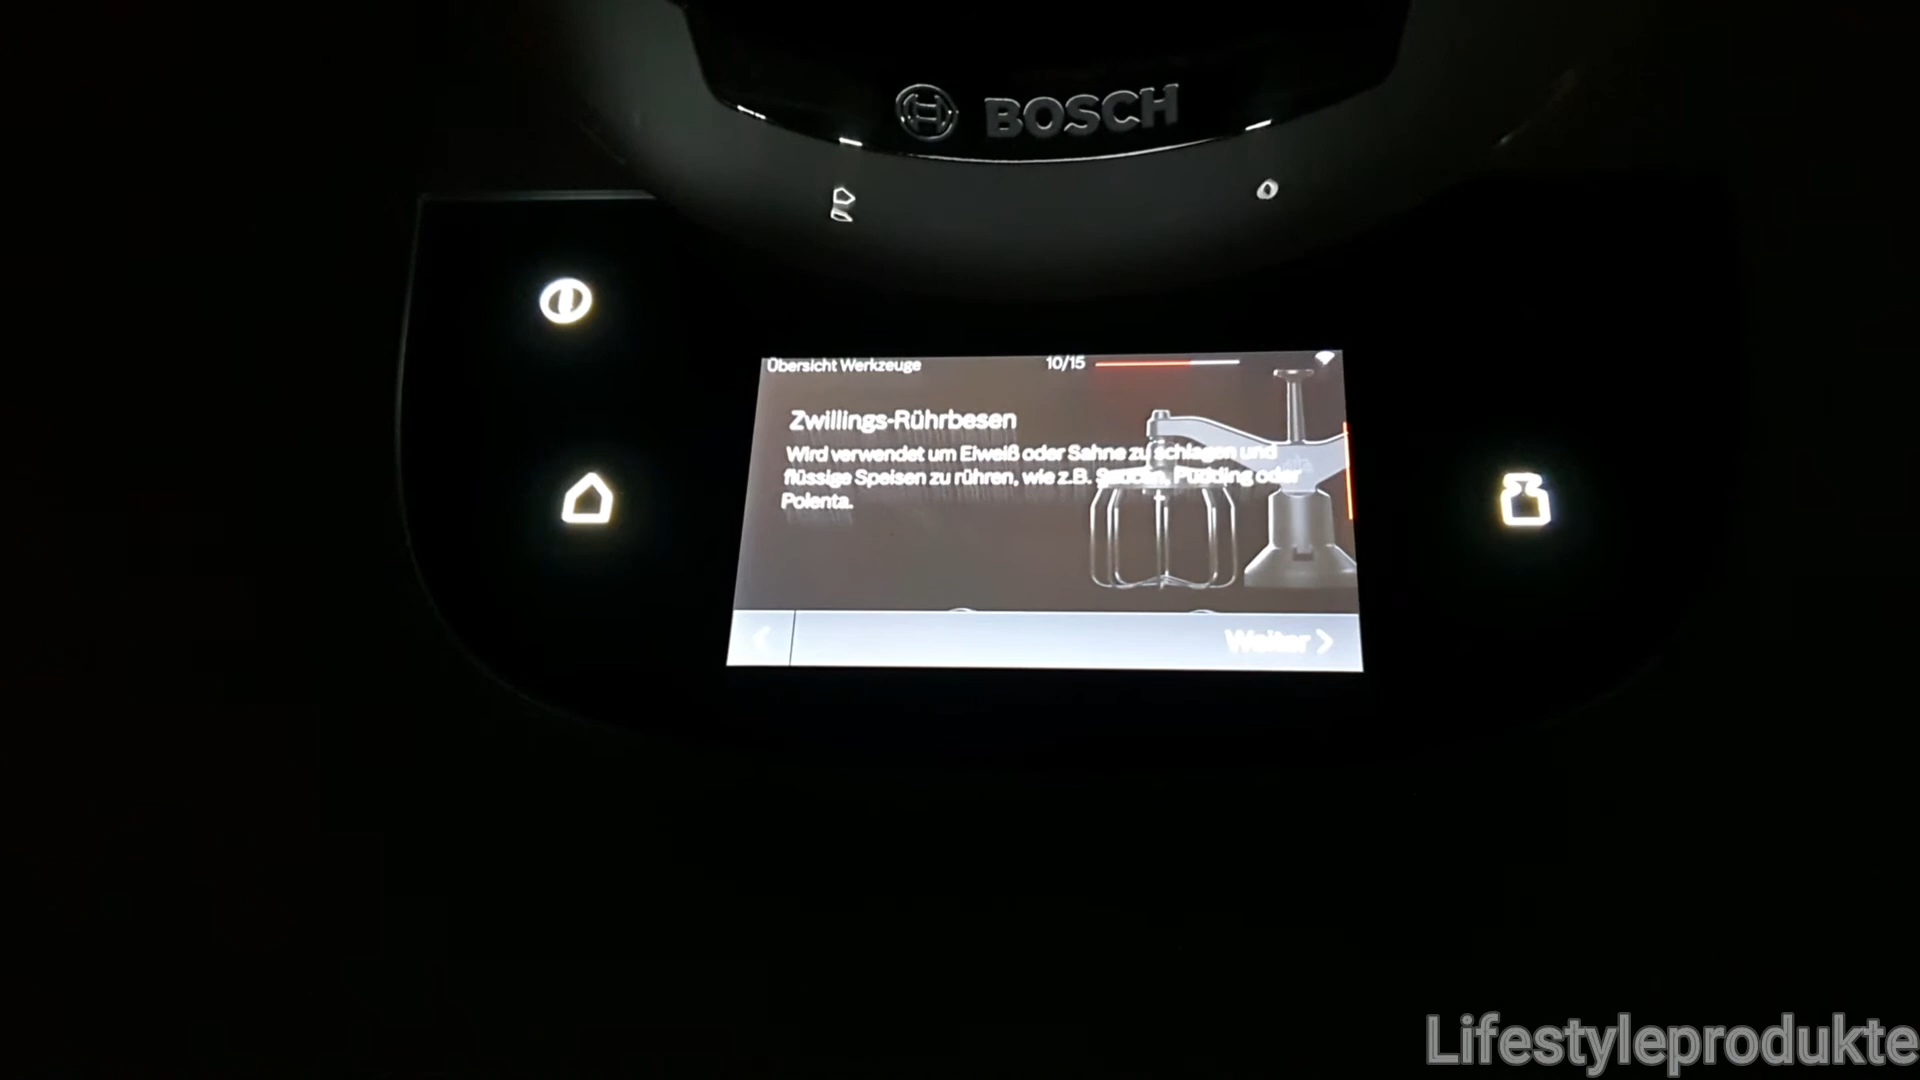 BOSCH
Übersicht Werkzeuge
10/15
Zwillings-Rührbesen
Wird verwendet um Eiweiß oder Sahne zu schlagen und
flüssige Speisen zu rühren, wie z.B. Saucen, Pudding oder
Polenta.
Weiter
Lifestyleprodukte